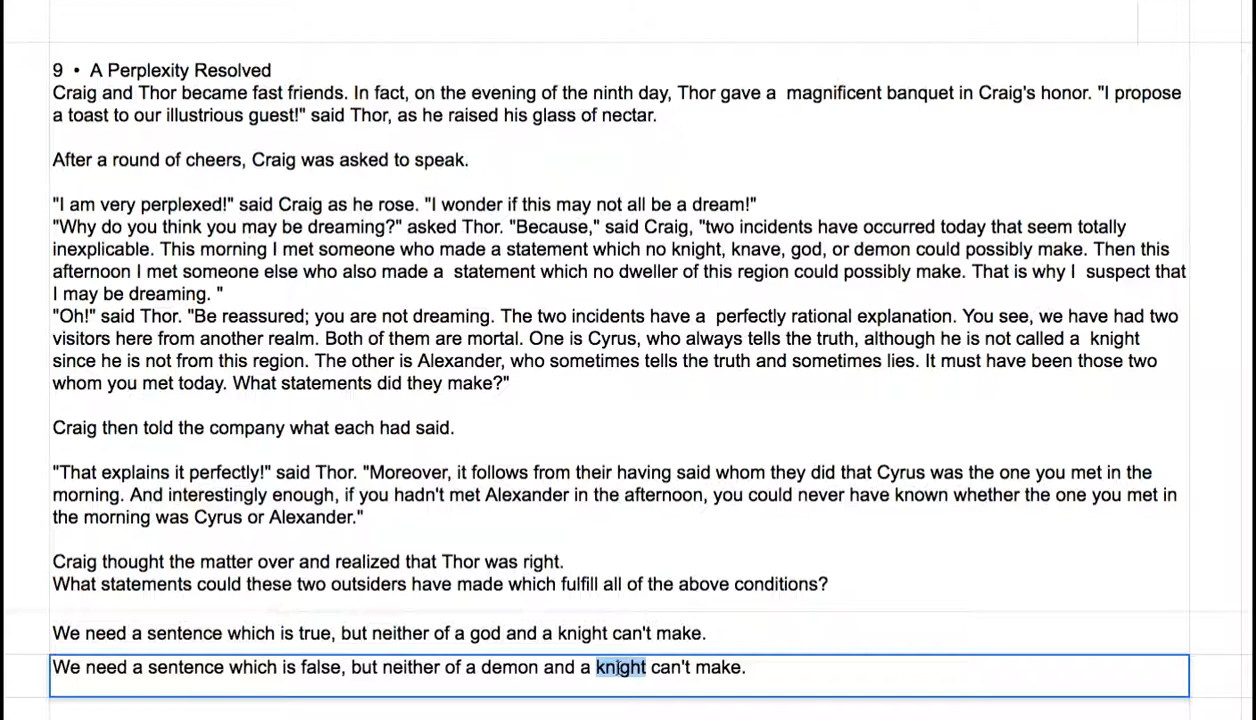 9 • A Perplexity Resolved
Craig and Thor became fast friends. In fact, on the evening of the ninth day, Thor gave a  magnificent banquet in Craig's honor. "I propose
a toast to our illustrious guest!" said Thor, as he raised his glass of nectar.
After a round of cheers, Craig was asked to speak.
"I am very perplexed!" said Craig as he rose. "I wonder if this may not all be a dream!"
"Why do you think you may be dreaming?" asked Thor. "Because," said Craig, "two incidents have occurred today that seem totally
inexplicable. This morning I met someone who made a statement which no knight, knave, god, or demon could possibly make. Then this
afternoon I met someone else who also made a  statement which no dweller of this region could possibly make. That is why I  suspect that
I may be dreaming. "
"Oh!" said Thor. "Be reassured; you are not dreaming. The two incidents have a  perfectly rational explanation. You see, we have had two
visitors here from another realm. Both of them are mortal. One is Cyrus, who always tells the truth, although he is not called a  knight
since he is not from this region. The other is Alexander, who sometimes tells the truth and sometimes lies. It must have been those two
whom you met today. What statements did they make?"
Craig then told the company what each had said.
"That explains it perfectly!" said Thor. "Moreover, it follows from their having said whom they did that Cyrus was the one you met in the
morning. And interestingly enough, if you hadn't met Alexander in the afternoon, you could never have known whether the one you met in
the morning was Cyrus or Alexander."
Craig thought the matter over and realized that Thor was right.
What statements could these two outsiders have made which fulfill all of the above conditions?
We need a sentence which is true, but neither of a god and a knight can't make.
We need a sentence which is false, but neither of a demon and a knight can't make.